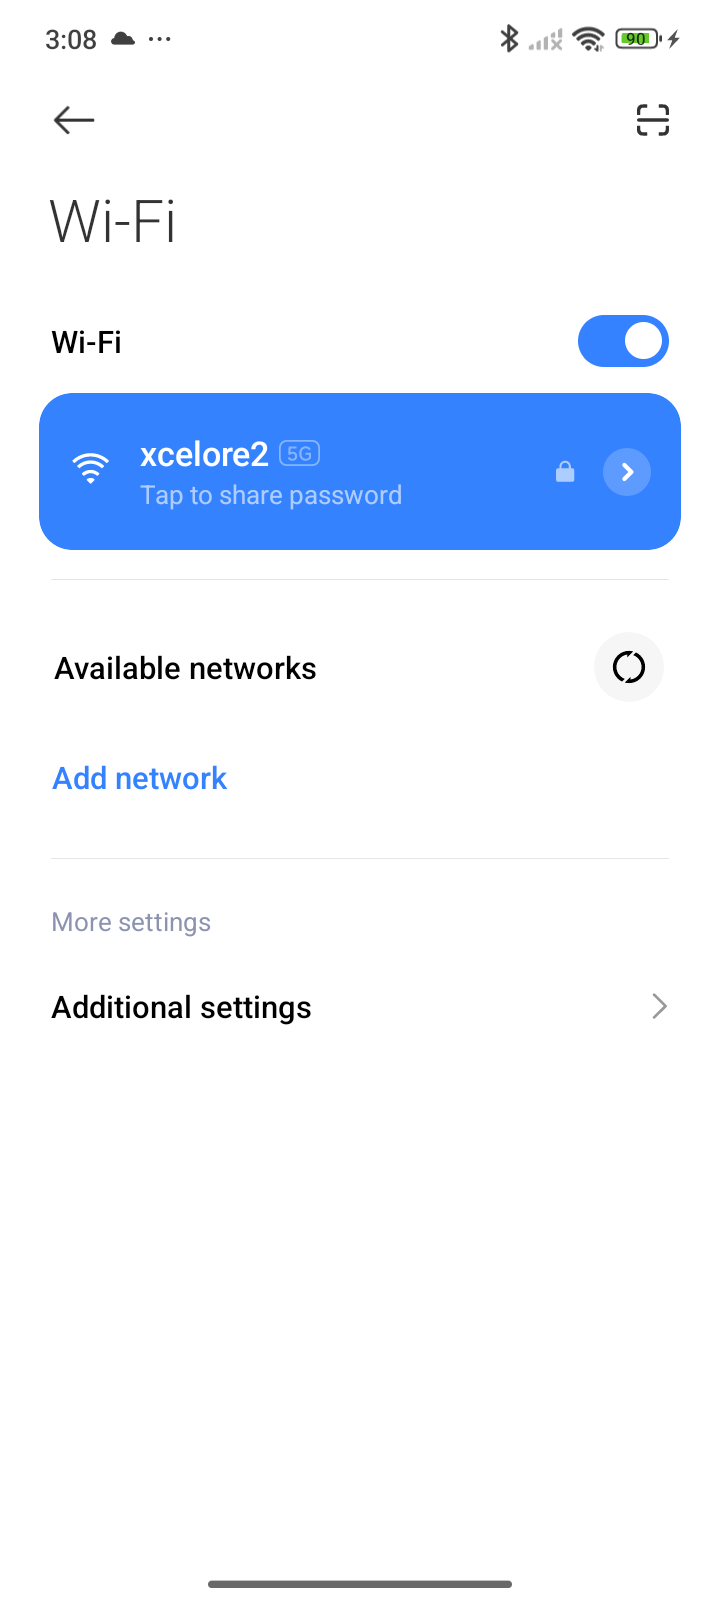 3:08
90
Wi-Fi
Wi-Fi
xcelore2 5G
Tap to share password
Available networks
Add network
More settings
Additional settings